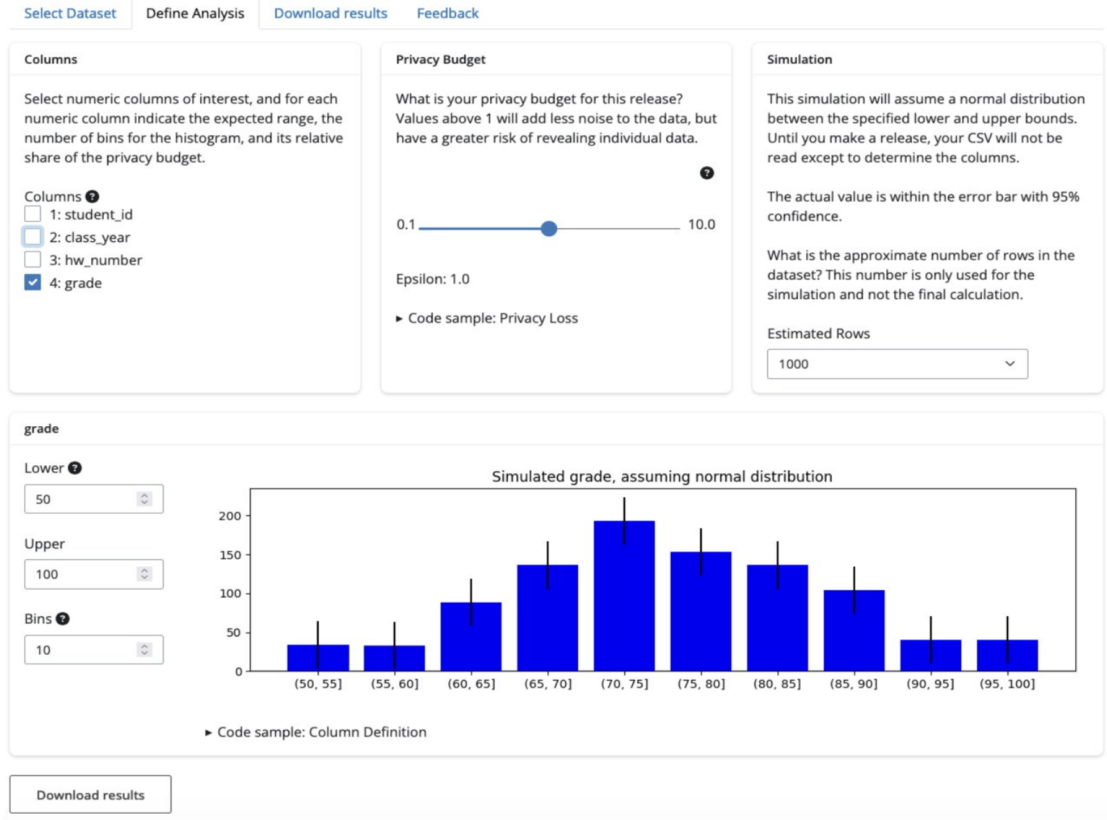 Select Dataset Define Analysis Download results Feedback
Columns
Select numeric columns of interest, and for each
numeric column indicate the expected range, the
number of bins for the histogram, and its relative
share of the privacy budget.
Columns ?
1: student_id
2: class_year
3: hw_number
4: grade
Privacy Budget
What is your privacy budget for this release?
Values above 1 will add less noise to the data, but
have a greater risk of revealing individual data.
?
0.1 10.0
Epsilon: 1.0
▸ Code sample: Privacy Loss
Simulation
This simulation will assume a normal distribution
between the specified lower and upper bounds.
Until you make a release, your CSV will not be
read except to determine the columns.
The actual value is within the error bar with 95%
confidence.
What is the approximate number of rows in the
dataset? This number is only used for the
simulation and not the final calculation.
Estimated Rows
1000
grade
Lower ?
50
Upper
100
Bins ?
10
Simulated grade, assuming normal distribution
200
150
100
50
0
(50, 55] (55, 60] (60, 65] (65, 70] (70, 75] (75, 80] (80, 85] (85, 90] (90, 95] (95, 100]
▸ Code sample: Column Definition
Download results